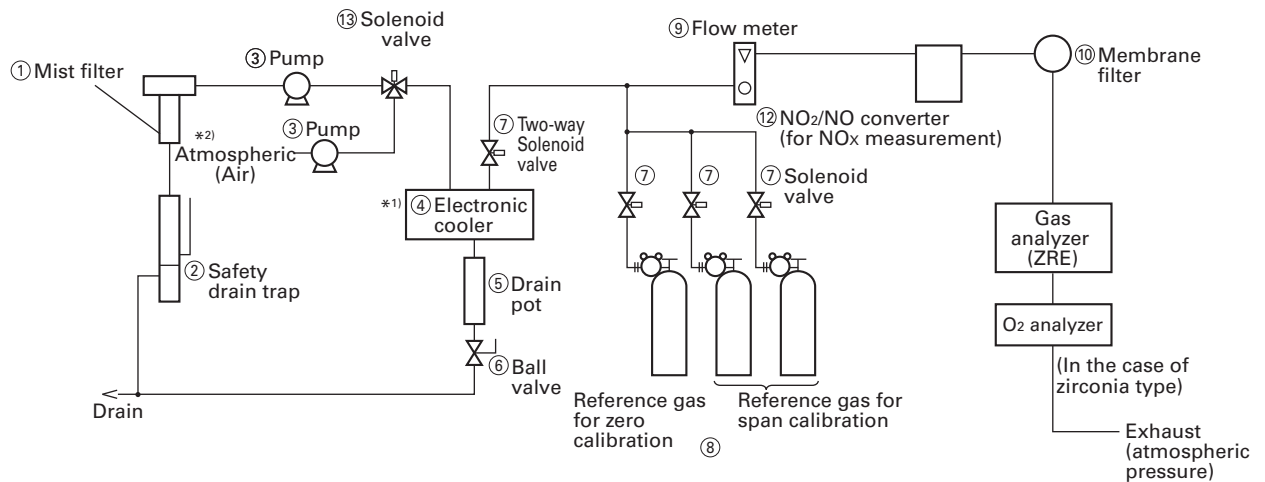 ⑬ Solenoid
valve
③ Pump
① Mist filter
*2)
Atmospheric
(Air)
③ Pump
⑦ Two-way
Solenoid
valve
⑨ Flow meter
⑩ Membrane
filter
⑫ NO2/NO converter
(for NOX measurement)
⑦
⑦
⑦ Solenoid
valve
*1)
④ Electronic
cooler
② Safety
drain trap
⑤ Drain
pot
⑥ Ball
valve
Drain
Reference gas
for zero
calibration
Reference gas for
span calibration
⑧
Gas
analyzer
(ZRE)
O2 analyzer
(In the case of
zirconia type)
Exhaust
(atmospheric
pressure)